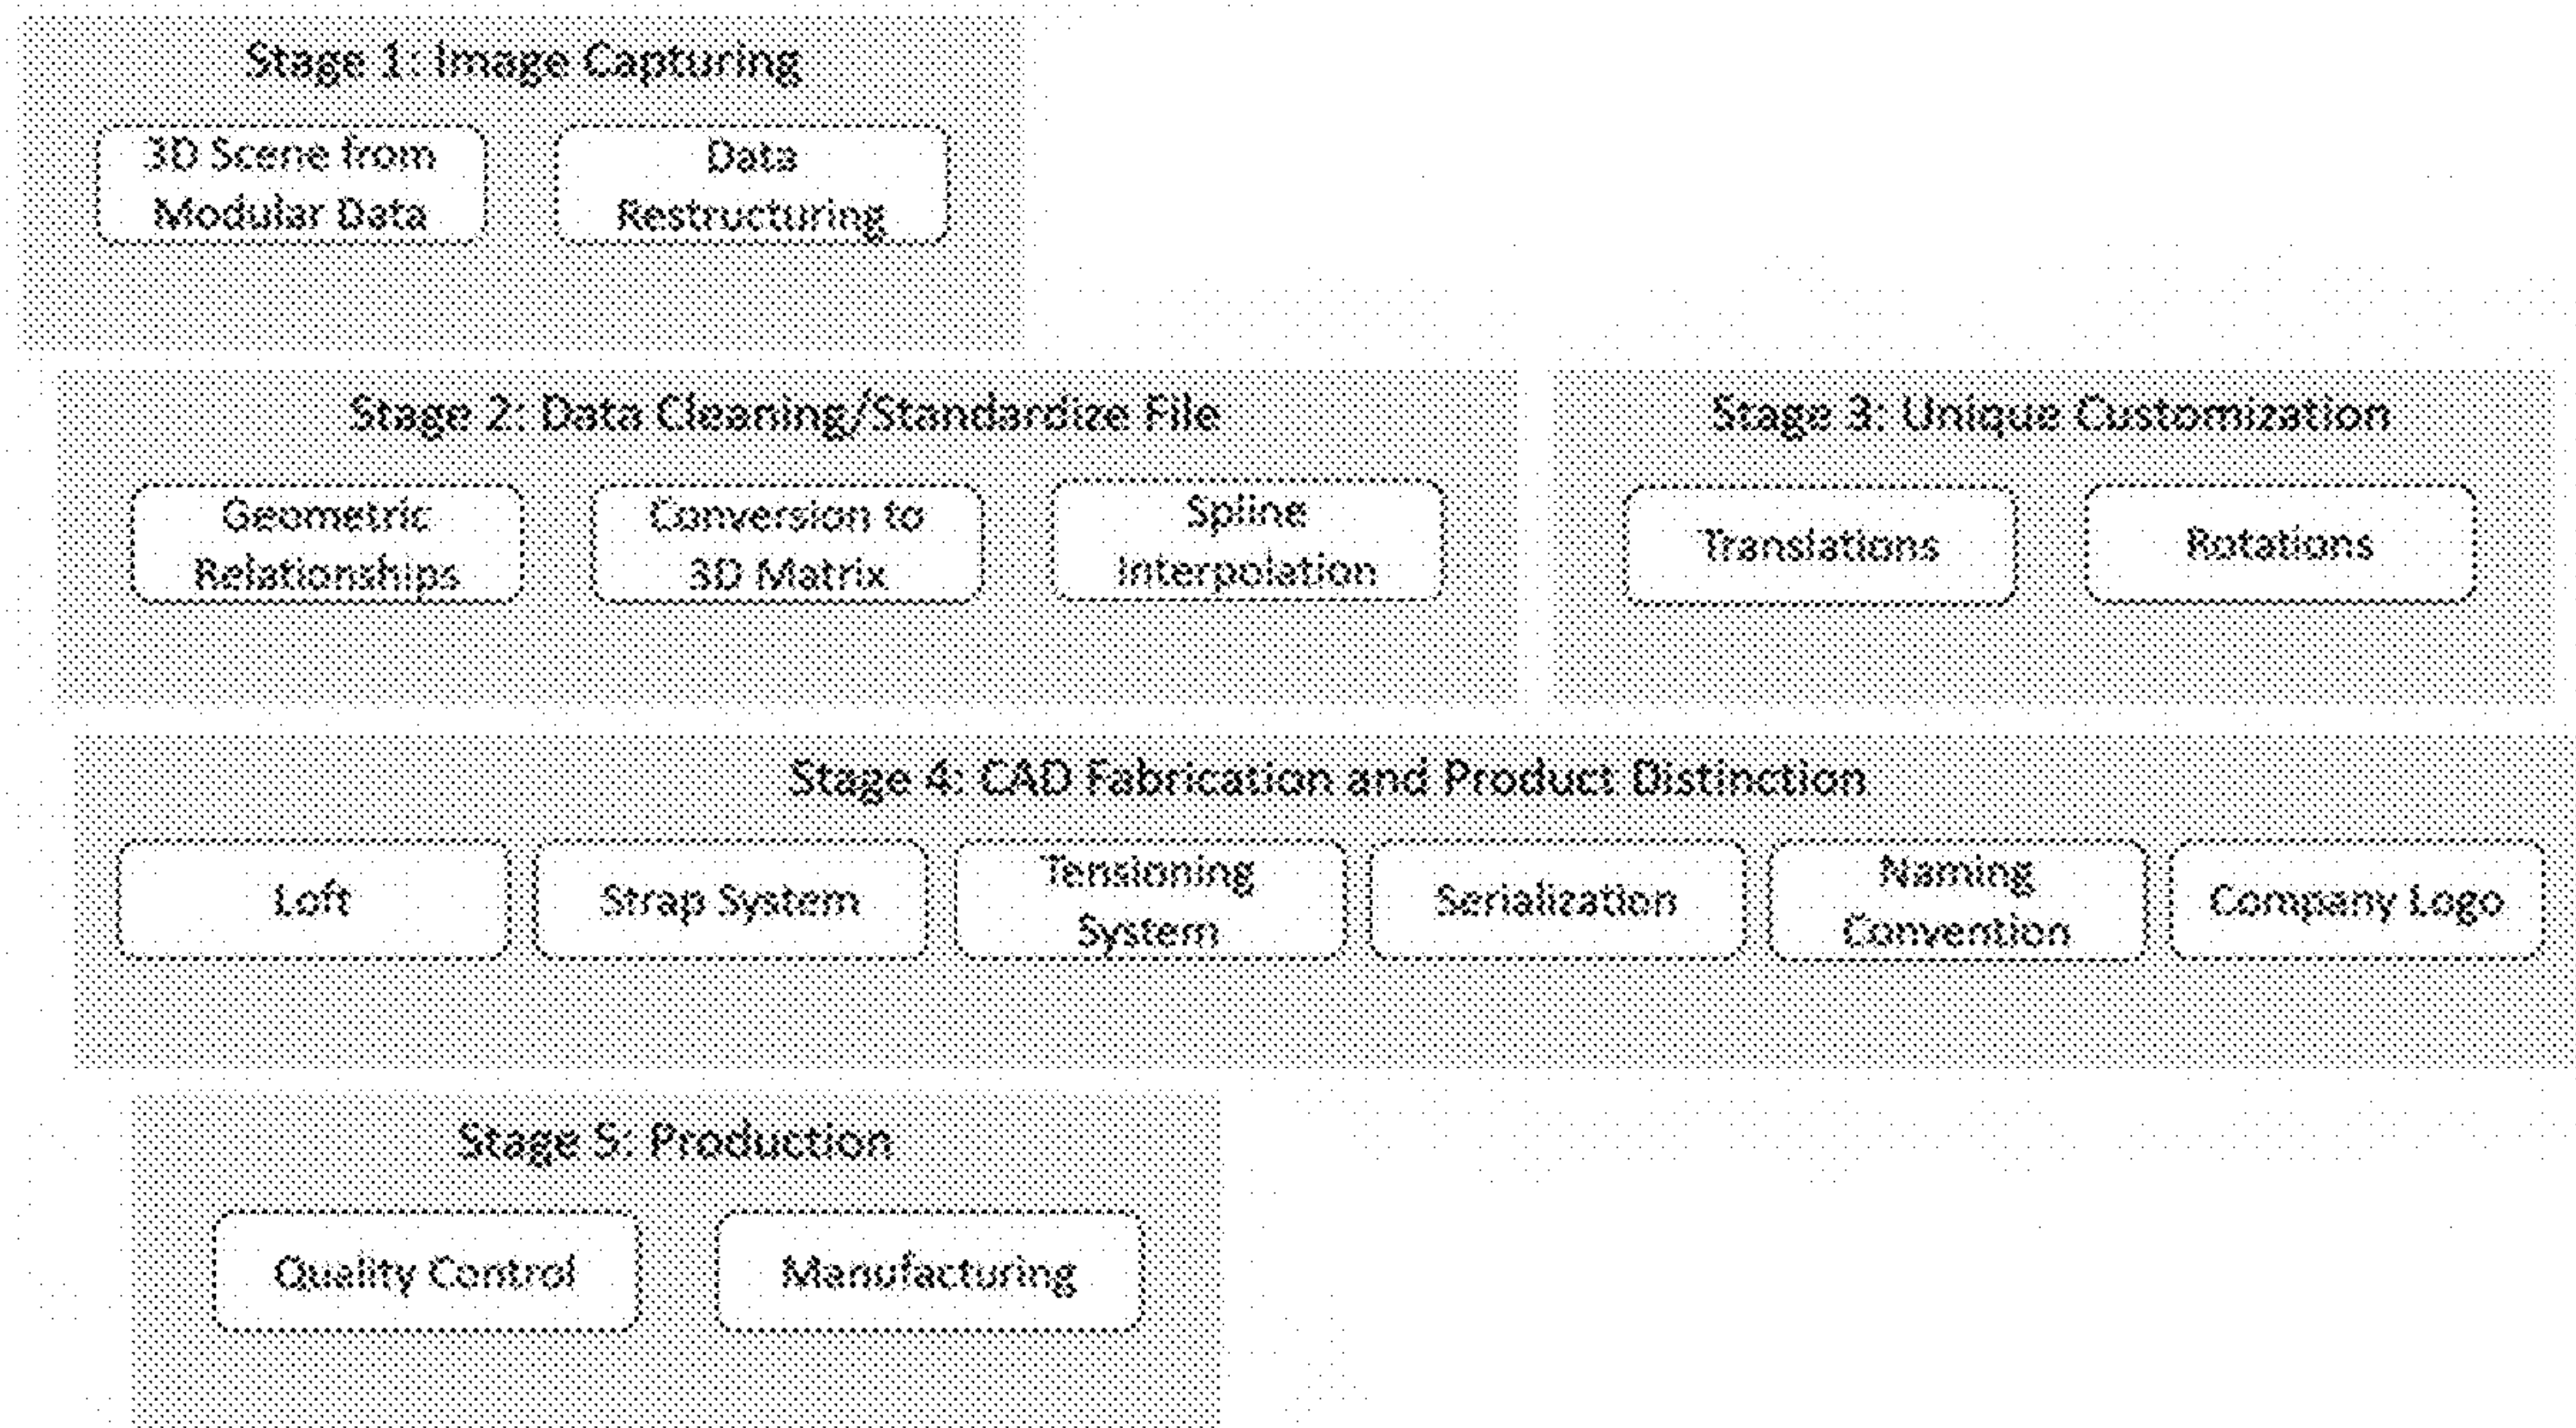 Stage 1: Image Capturing
3D Scene from
Modular Data
Data
Restructuring
Stage 2: Data Cleaning/Standardize File
Geometric
Relationships
Conversion to
3D Matrix
Spline
Interpolation
Stage 3: Unique Customization
Translations
Rotations
Stage 4: CAD Fabrication and Product Distinction
Loft
Strap System
Tensioning
System
Serialization
Naming
Convention
Company Logo
Stage 5: Production
Quality Control
Manufacturing